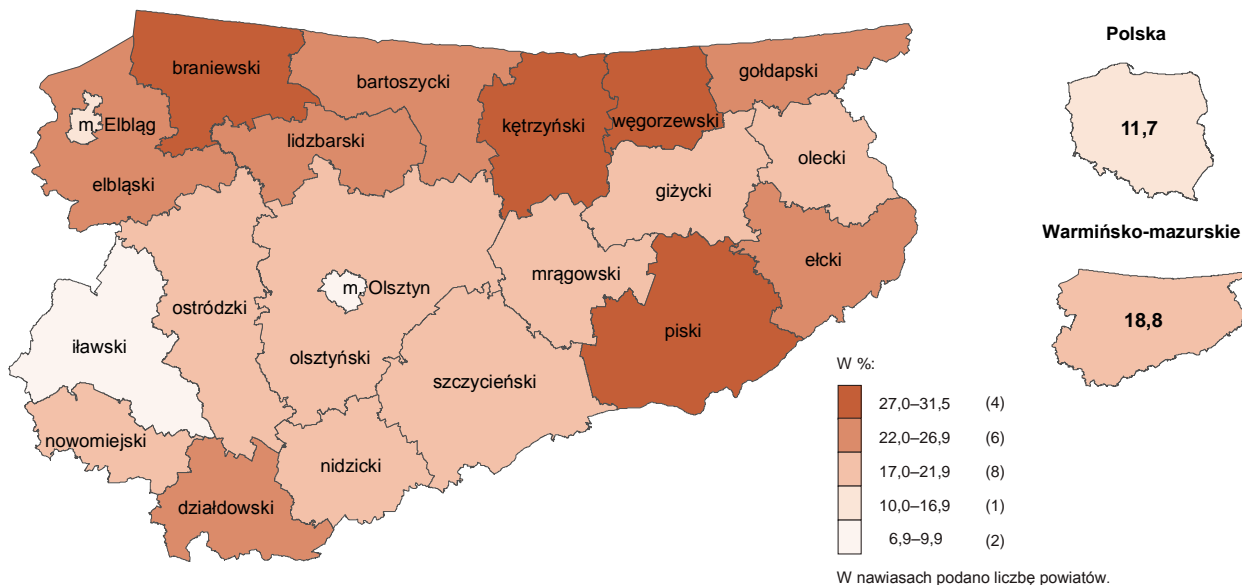 braniewski
bartoszycki
gołdapski
m. Elbląg
kętrzyński
węgorzewski
lidzbarski
olecki
elbląski
giżycki
ełcki
mrągowski
m. Olsztyn
ostródzki
piski
iławski
olsztyński
szczycieński
nowomiejski
nidzicki
działdowski
Polska
11,7
Warmińsko-mazurskie
18,8
W %:
27,0–31,5 (4)
22,0–26,9 (6)
17,0–21,9 (8)
10,0–16,9 (1)
6,9–9,9 (2)
W nawiasach podano liczbę powiatów.